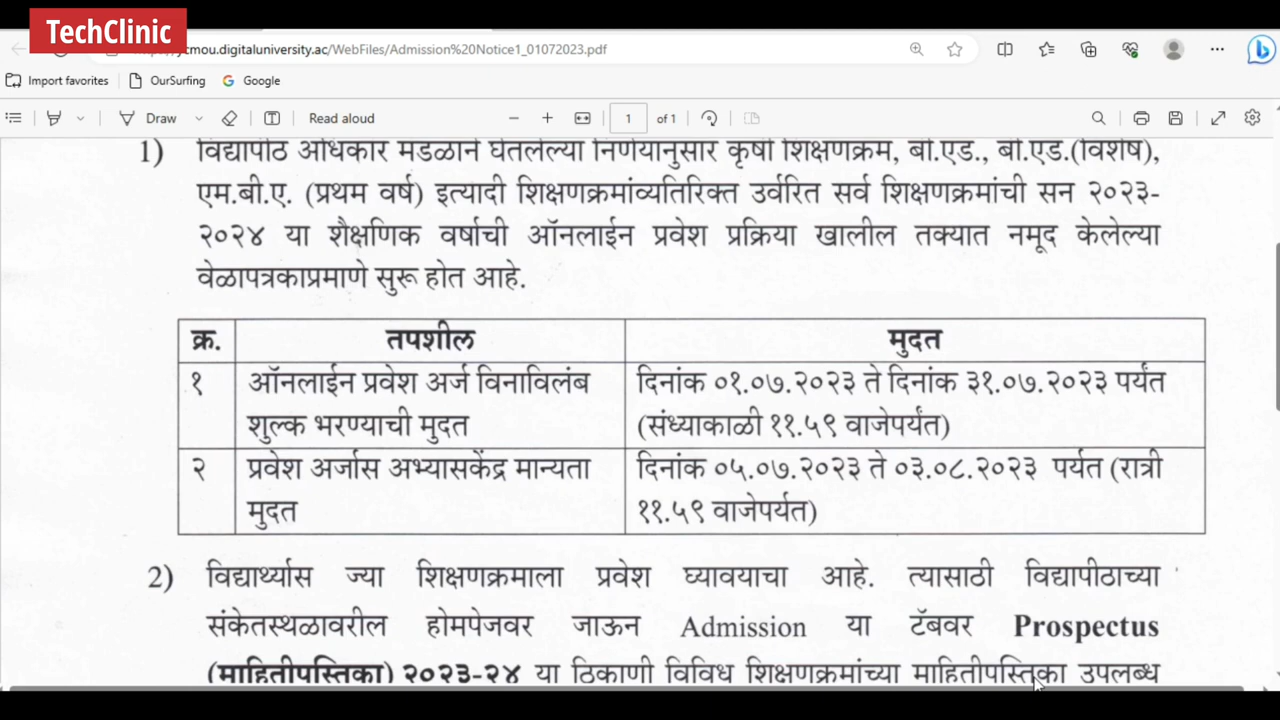 TechClinic
cmou.digitaluniversity.ac/WebFiles/Admission%20Notice1_01072023.pdf
Import favorites OurSurfing Google
Draw Read aloud 1 of 1
1) विद्यापीठ अधिकार मंडळाने घेतलेल्या निर्णयानुसार कृषी शिक्षणक्रम, बी.एड., बी.एड.(विशेष),
एम.बी.ए. (प्रथम वर्ष) इत्यादी शिक्षणक्रमांव्यतिरिक्त उर्वरित सर्व शिक्षणक्रमांची सन २०२३-
२०२४ या शैक्षणिक वर्षाची ऑनलाईन प्रवेश प्रक्रिया खालील तक्यात नमूद केलेल्या
वेळापत्रकाप्रमाणे सुरू होत आहे.
क्र. तपशील मुदत
१ ऑनलाईन प्रवेश अर्ज विनाविलंब दिनांक ०१.०७.२०२३ ते दिनांक ३१.०७.२०२३ पर्यंत
शुल्क भरण्याची मुदत (संध्याकाळी ११.५९ वाजेपर्यंत)
२ प्रवेश अर्जास अभ्यासकेंद्र मान्यता दिनांक ०५.०७.२०२३ ते ०३.०८.२०२३ पर्यत (रात्री
मुदत ११.५९ वाजेपर्यत)
2) विद्यार्थ्यास ज्या शिक्षणक्रमाला प्रवेश घ्यावयाचा आहे. त्यासाठी विद्यापीठाच्या
संकेतस्थळावरील होमपेजवर जाऊन Admission या टॅबवर Prospectus
(माहितीपस्तिका) २०२३-२४ या ठिकाणी विविध शिक्षणक्रमांच्या माहितीपस्तिका उपलब्ध